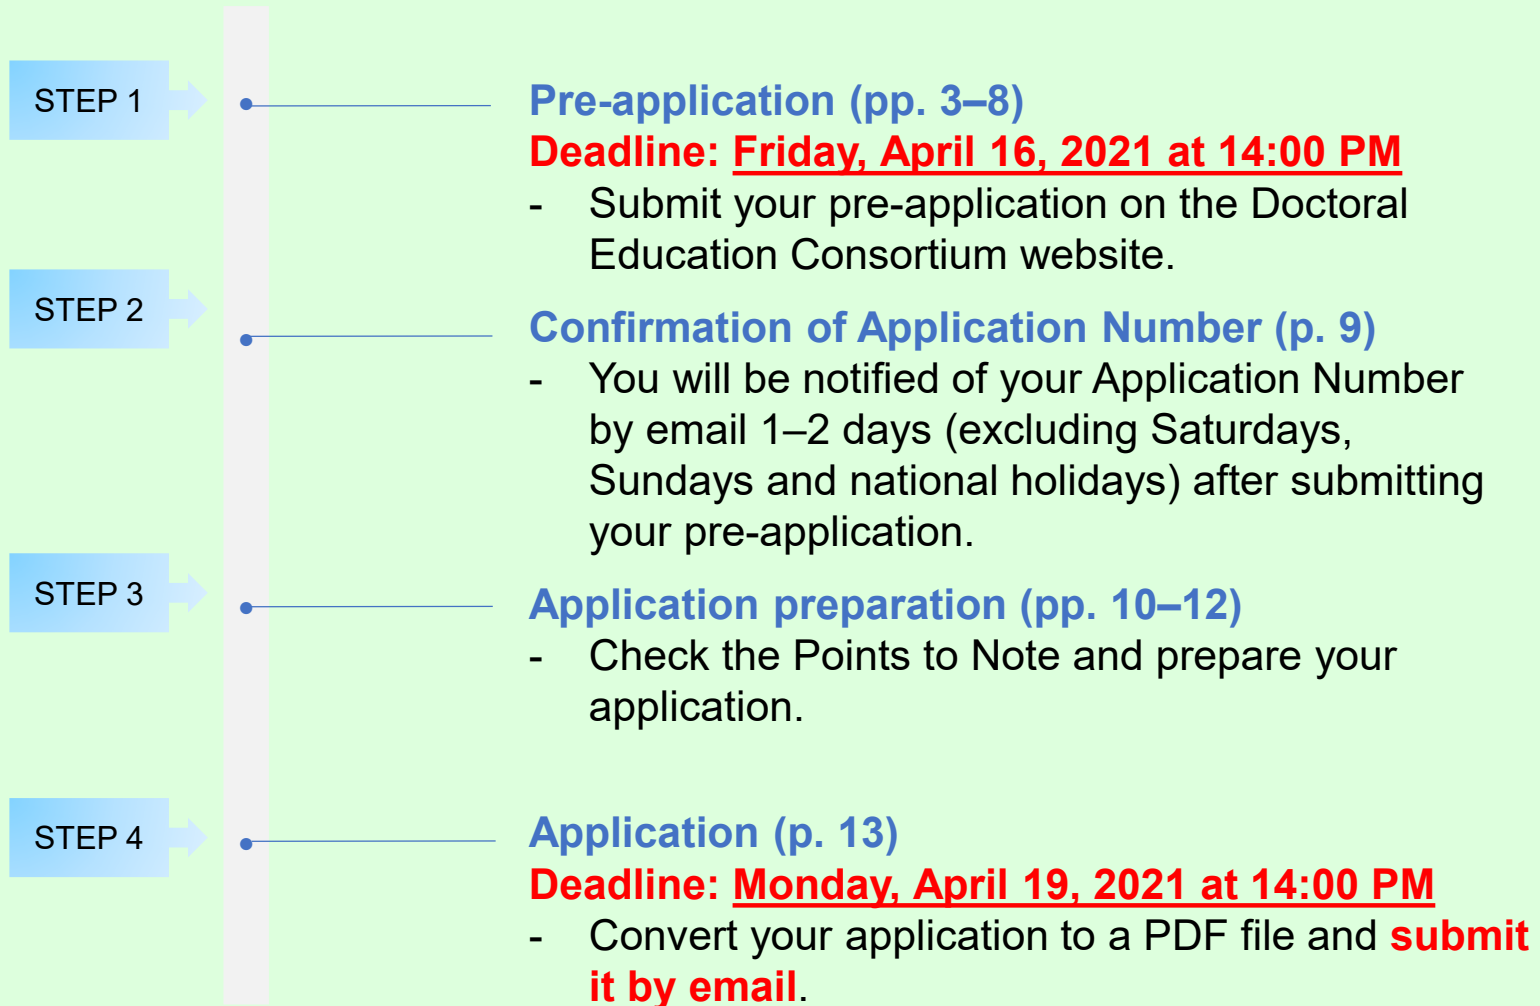 STEP 1
Pre-application (pp. 3–8)
Deadline: Friday, April 16, 2021 at 14:00 PM
- Submit your pre-application on the Doctoral
Education Consortium website.
STEP 2
Confirmation of Application Number (p. 9)
- You will be notified of your Application Number
by email 1–2 days (excluding Saturdays,
Sundays and national holidays) after submitting
your pre-application.
STEP 3
Application preparation (pp. 10–12)
- Check the Points to Note and prepare your
application.
STEP 4
Application (p. 13)
Deadline: Monday, April 19, 2021 at 14:00 PM
- Convert your application to a PDF file and submit
it by email.